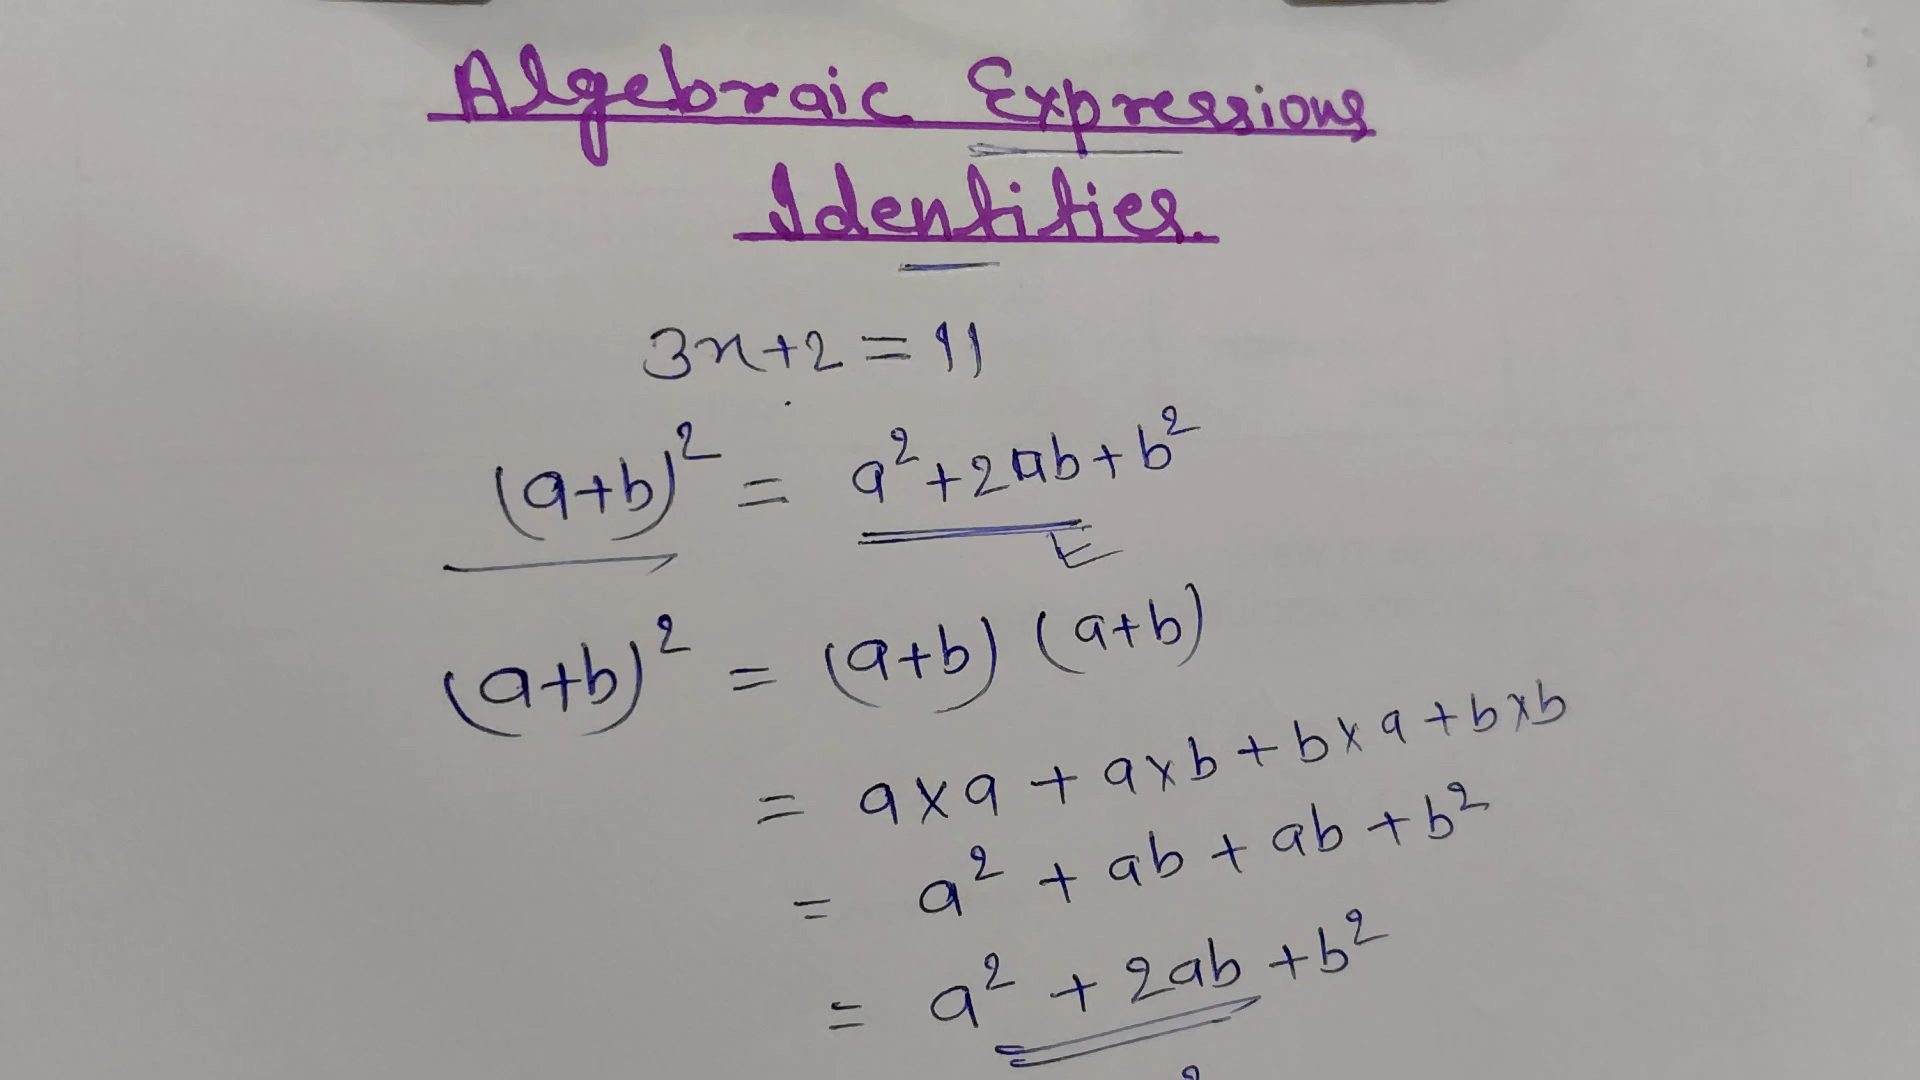 Algebraic Expressions
Identities.
3x+2=11
(a+b)² = a²+2ab+b²
(a+b)² = (a+b) (a+b)
= a×a + a×b + b×a + b×b
= a² + ab + ab + b²
= a² + 2ab + b²